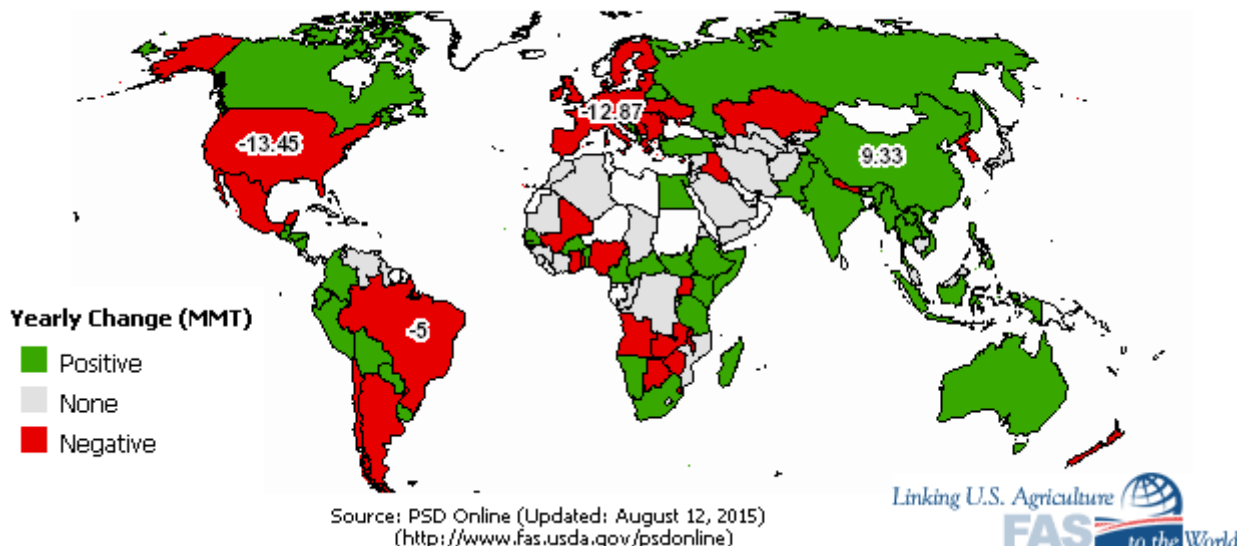 -13.45
-12.87
9.33
-5
Yearly Change (MMT)
Positive
None
Negative
Source: PSD Online (Updated: August 12, 2015)
(http://www.fas.usda.gov/psdonline)
Linking U.S. Agriculture
FAS to the World